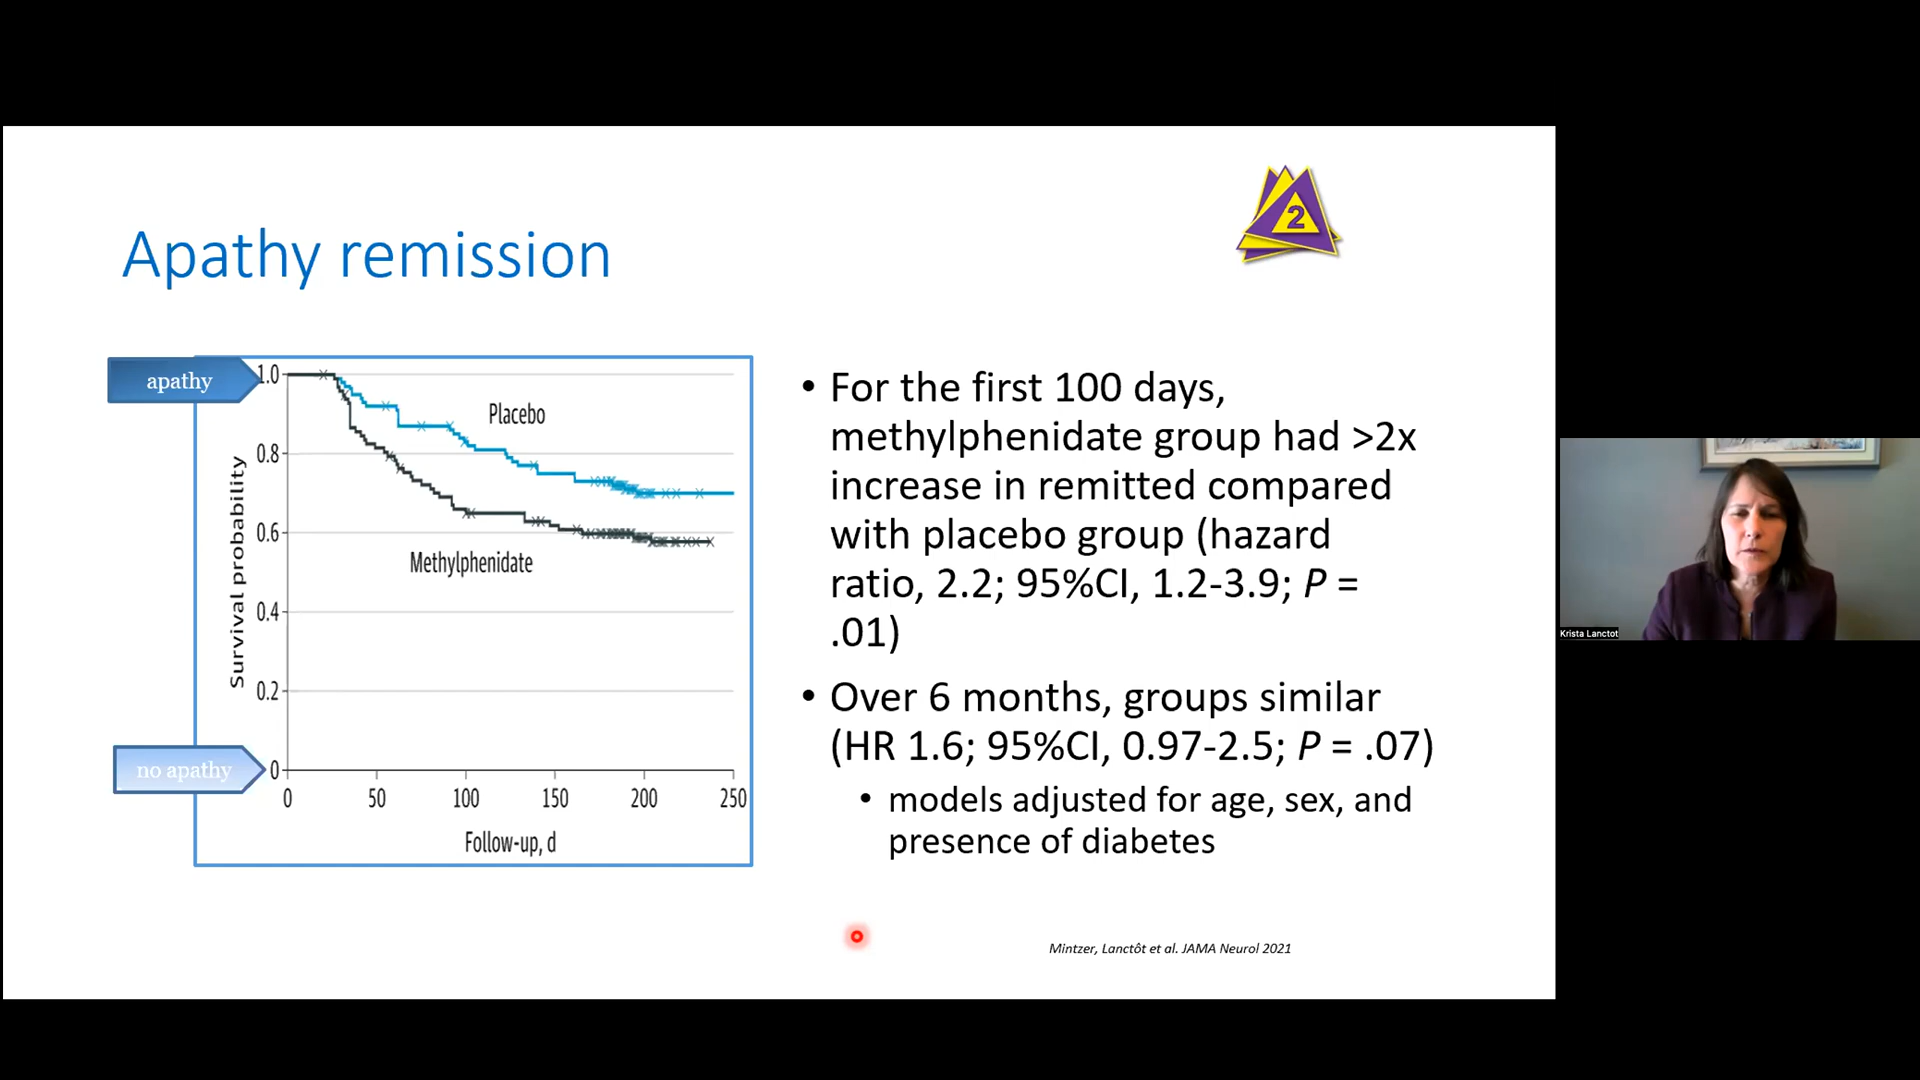 2
Apathy remission
apathy
no apathy
Survival probability
1.0
0.8
0.6
0.4
0.2
0
Placebo
Methylphenidate
0 50 100 150 200 250
Follow-up, d
• For the first 100 days,
methylphenidate group had >2x
increase in remitted compared
with placebo group (hazard
ratio, 2.2; 95%CI, 1.2-3.9; P =
.01)
• Over 6 months, groups similar
(HR 1.6; 95%CI, 0.97-2.5; P = .07)
• models adjusted for age, sex, and
presence of diabetes
Mintzer, Lanctôt et al. JAMA Neurol 2021
Krista Lanctot